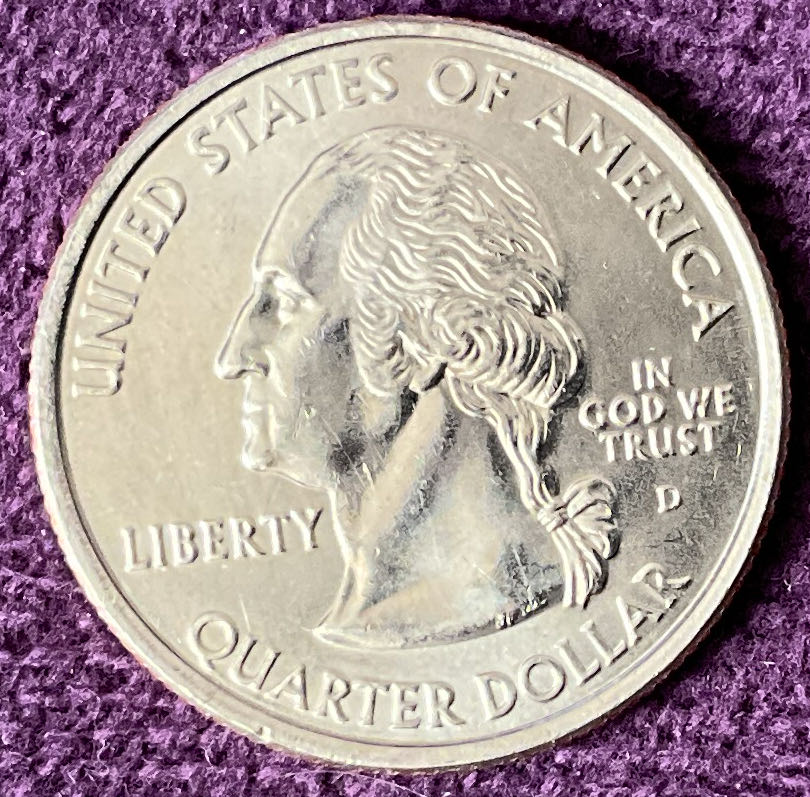 UNITED STATES OF AMERICA
LIBERTY
IN
GOD WE
TRUST
D
QUARTER DOLLAR